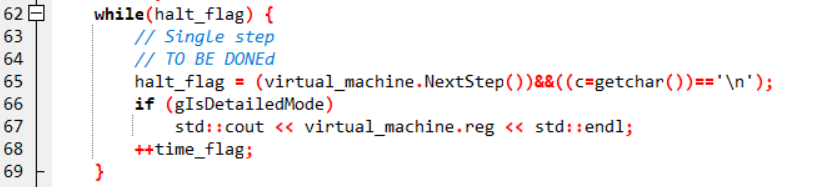 62 while(halt_flag) {
63 // Single step
64 // TO BE DONEd
65 halt_flag = (virtual_machine.NextStep())&&((c=getchar())=='\n');
66 if (gIsDetailedMode)
67 std::cout << virtual_machine.reg << std::endl;
68 ++time_flag;
69 }